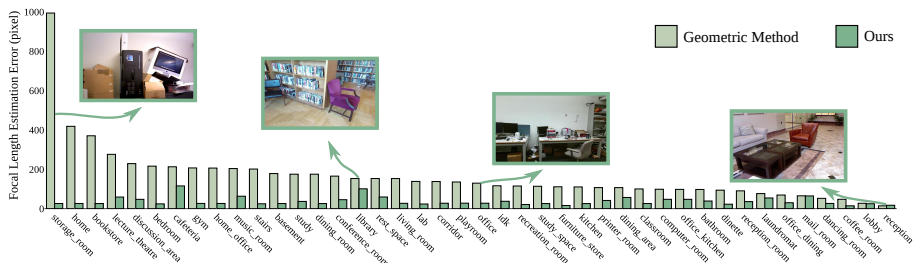 Focal Length Estimation Error (pixel)
1000
800
600
400
200
0
Geometric Method
Ours
storage_room
home
bookstore
lecture_theatre
discussion_area
bedroom
cafeteria
gym
home_office
music_room
stairs
basement
study
dining_room
conference_room
library
rest_space
living_room
lab
corridor
playroom
office
idk
recreation_room
study_space
furniture_store
kitchen
printer_room
dining_area
classroom
computer_room
office_kitchen
bathroom
dinette
reception_room
laundromat
office_dining
mail_room
dancing_room
coffee_room
lobby
reception